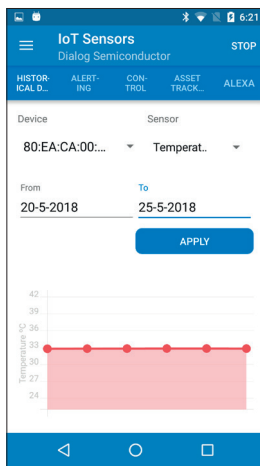 6:21
IoT Sensors
Dialog Semiconductor
STOP
HISTOR-
ICAL D...
ALERT-
ING
CON-
TROL
ASSET
TRACK...
ALEXA
Device
Sensor
80:EA:CA:00:...
Temperat..
From
To
20-5-2018
25-5-2018
APPLY
42
39
36
33
30
27
24
Temperature ºC